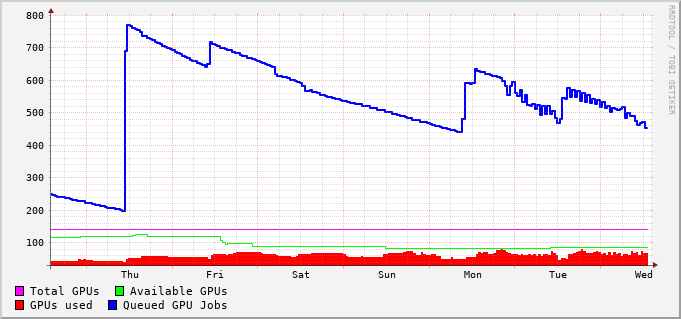 800
700
600
500
400
300
200
100
Thu Fri Sat Sun Mon Tue Wed
Total GPUs Available GPUs
GPUs used Queued GPU Jobs
RRDTOOL / TOBI OETIKER